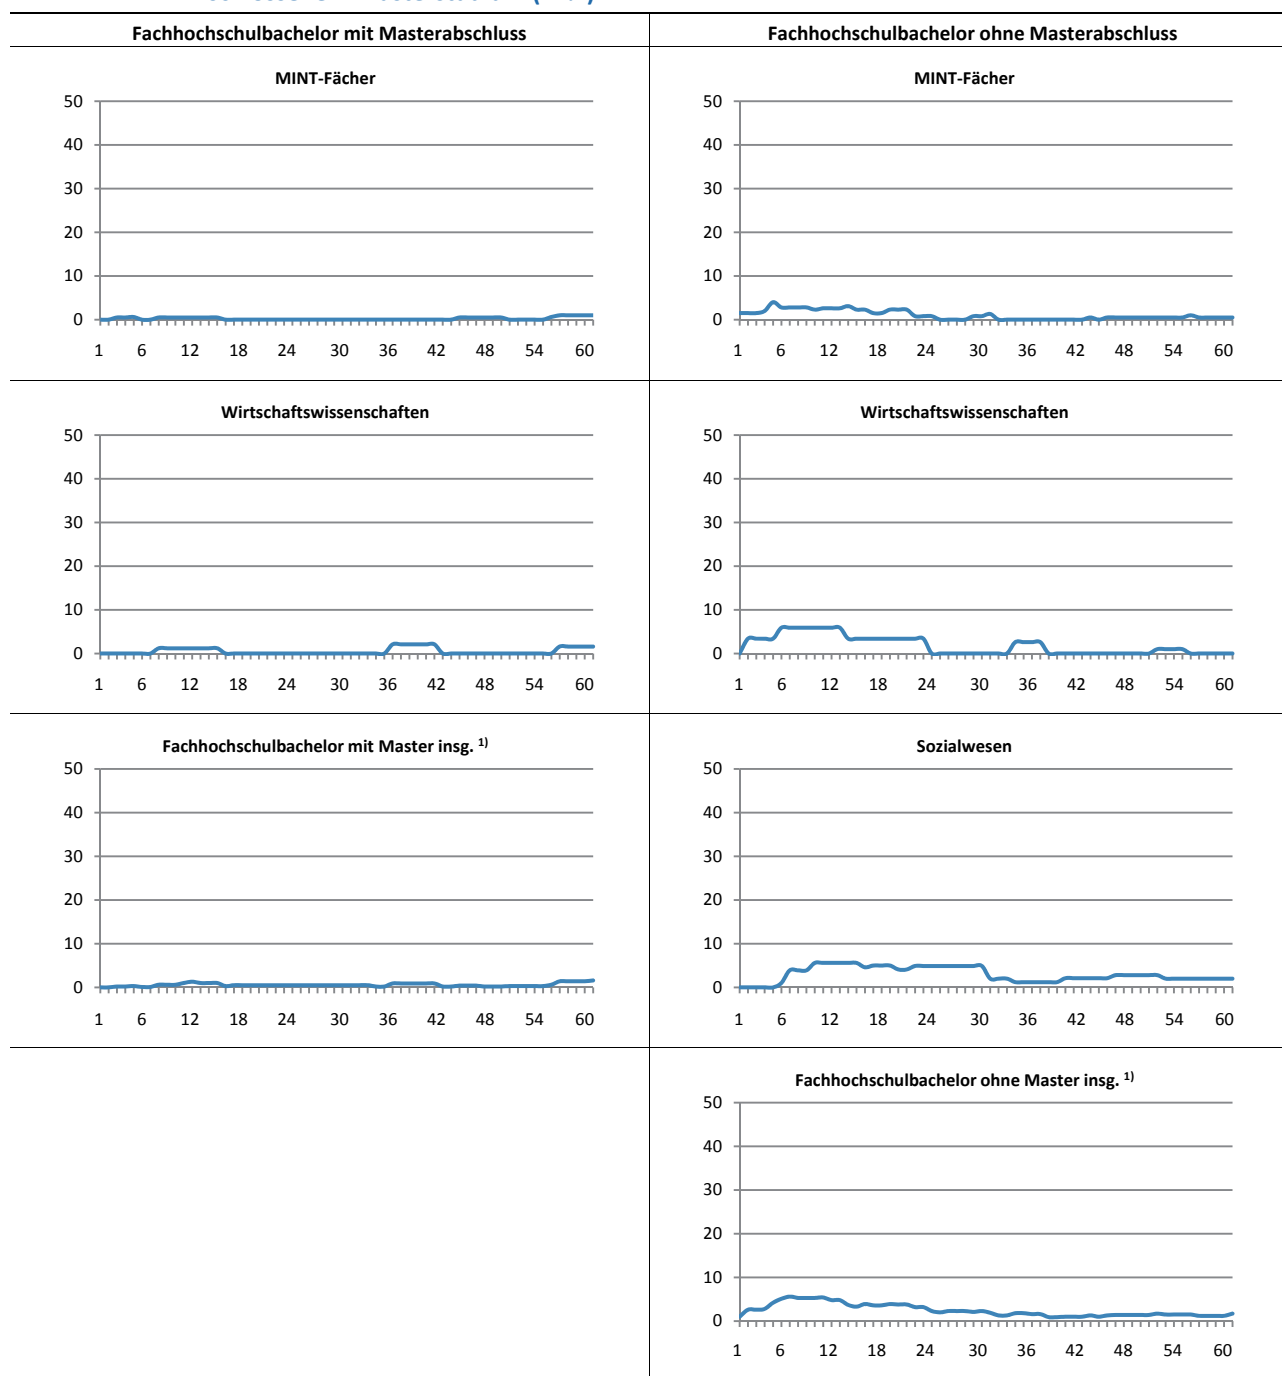 Fachhochschulbachelor mit Masterabschluss
Fachhochschulbachelor ohne Masterabschluss
MINT-Fächer
50
40
30
20
10
0
1 6 12 18 24 30 36 42 48 54 60
MINT-Fächer
50
40
30
20
10
0
1 6 12 18 24 30 36 42 48 54 60
Wirtschaftswissenschaften
50
40
30
20
10
0
1 6 12 18 24 30 36 42 48 54 60
Wirtschaftswissenschaften
50
40
30
20
10
0
1 6 12 18 24 30 36 42 48 54 60
Fachhochschulbachelor mit Master insg. 1)
50
40
30
20
10
0
1 6 12 18 24 30 36 42 48 54 60
Sozialwesen
50
40
30
20
10
0
1 6 12 18 24 30 36 42 48 54 60
Fachhochschulbachelor ohne Master insg. 1)
50
40
30
20
10
0
1 6 12 18 24 30 36 42 48 54 60